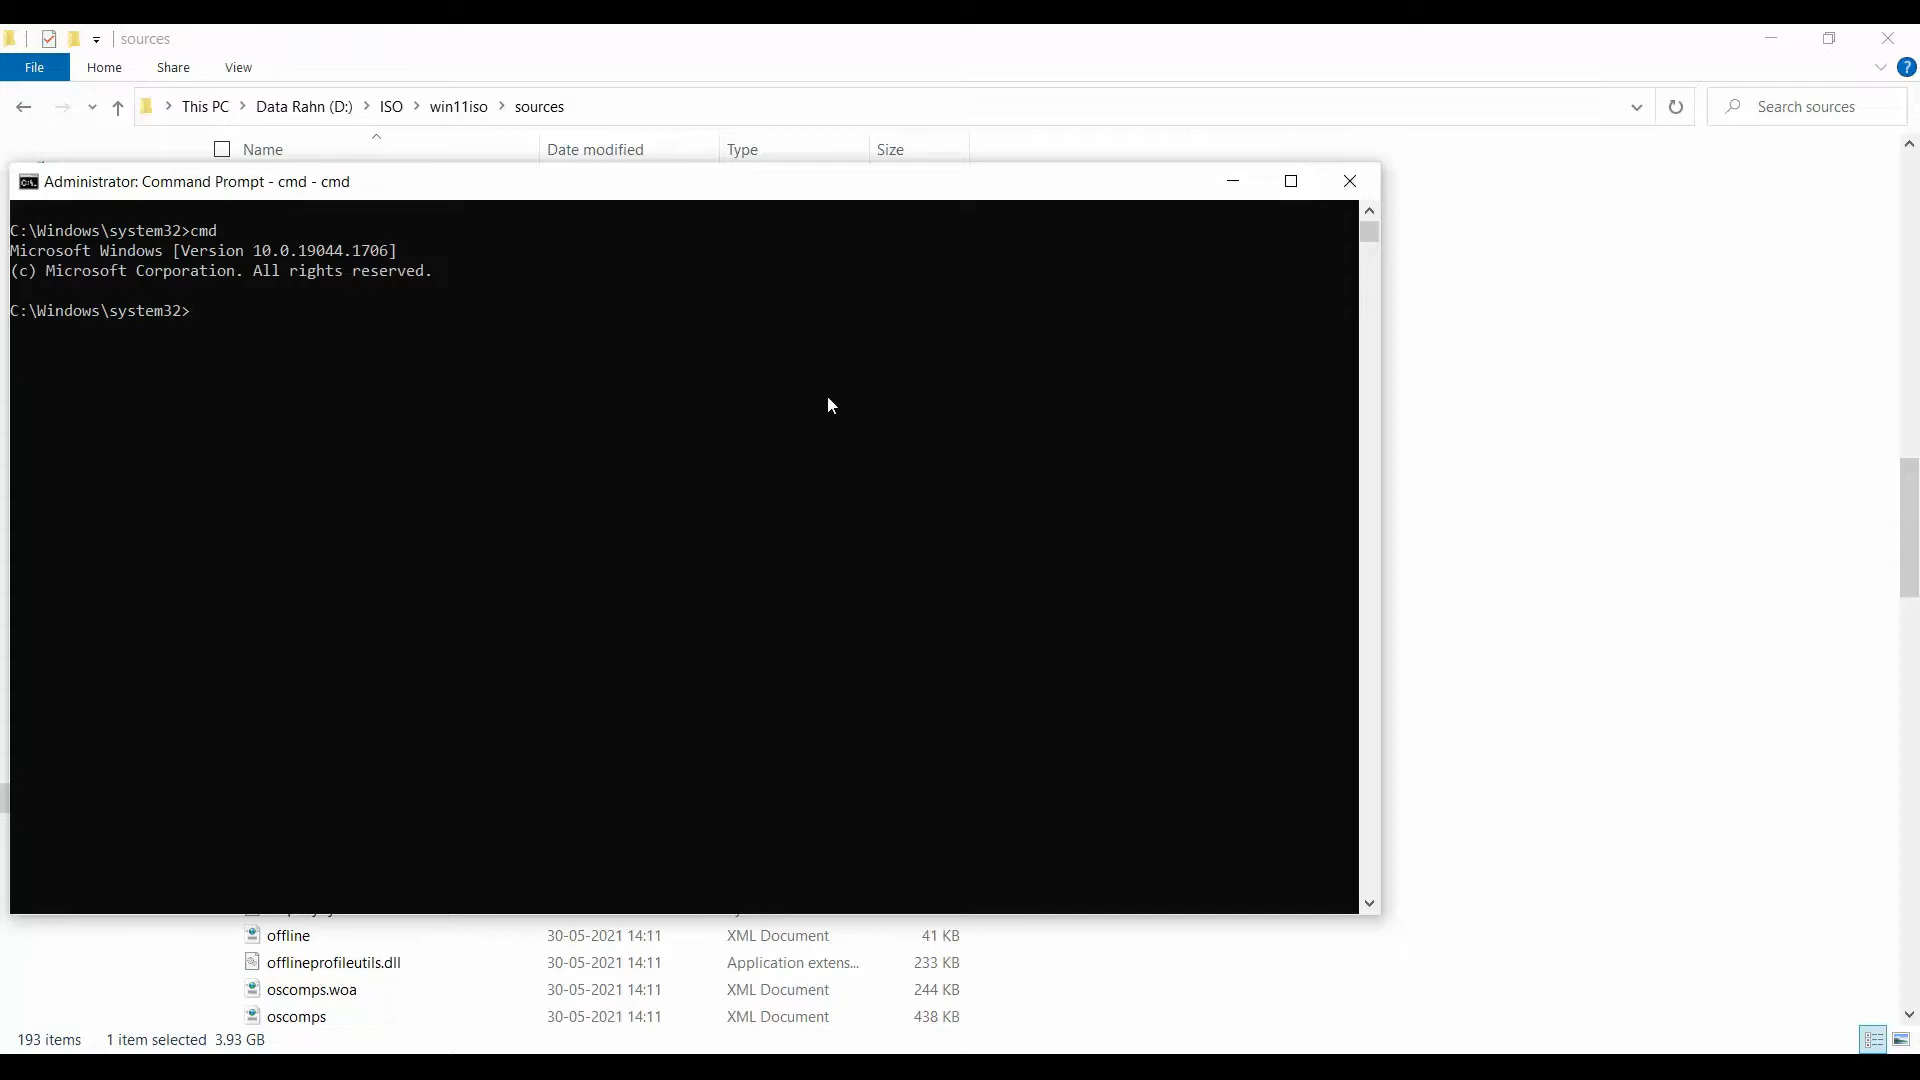 sources
File Home Share View
This PC Data Rahn (D:) ISO win11iso sources Search sources
Name Date modified Type Size
Administrator: Command Prompt - cmd - cmd
C:\Windows\system32>cmd
Microsoft Windows [Version 10.0.19044.1706]
(c) Microsoft Corporation. All rights reserved.
C:\Windows\system32>
offline 30-05-2021 14:11 XML Document 41 KB
offlineprofileutils.dll 30-05-2021 14:11 Application extens... 233 KB
oscomps.woa 30-05-2021 14:11 XML Document 244 KB
oscomps 30-05-2021 14:11 XML Document 438 KB
193 items 1 item selected 3.93 GB